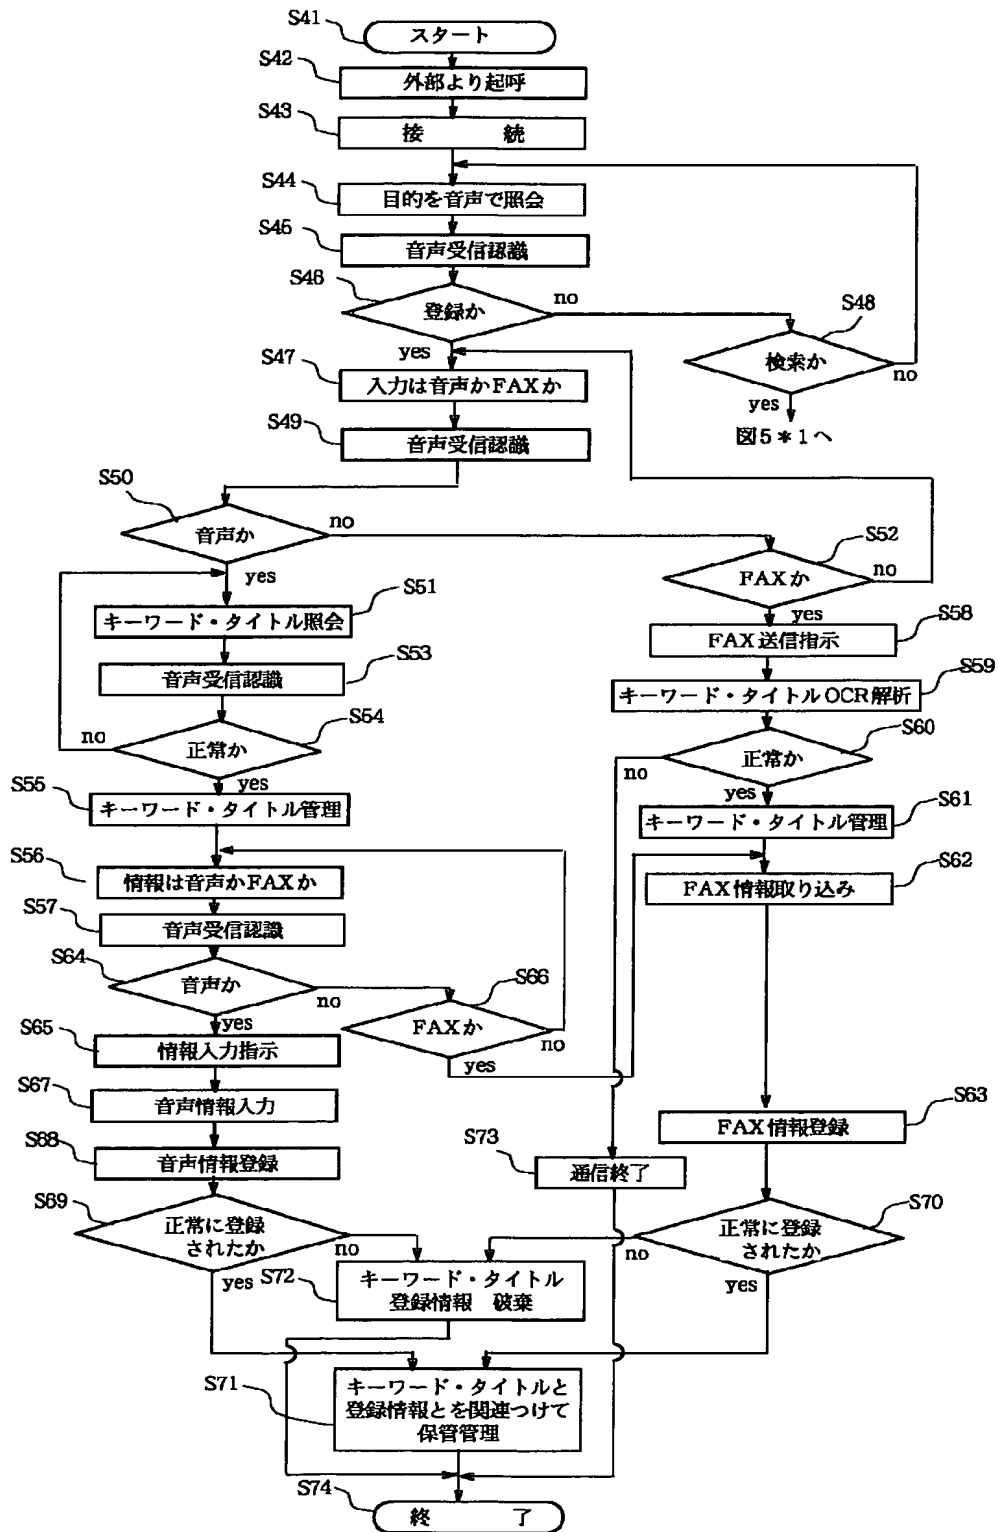 S41
スタート
S42
外部より起呼
S43
接 続
S44
目的を音声で照会
S45
音声受信認識
S46
登録か
no
yes
S48
検索か
no
yes
図5*1へ
S47
入力は音声かFAXか
S49
音声受信認識
S50
音声か
no
yes
S52
FAXか
no
yes
S51
キーワード・タイトル照会
S53
音声受信認識
S54
正常か
no
yes
S55
キーワード・タイトル管理
S56
情報は音声かFAXか
S57
音声受信認識
S64
音声か
no
yes
S66
FAXか
no
yes
S65
情報入力指示
S67
音声情報入力
S68
音声情報登録
S69
正常に登録
されたか
no
yes
S58
FAX送信指示
S59
キーワード・タイトルOCR解析
S60
正常か
no
yes
S61
キーワード・タイトル管理
S62
FAX情報取り込み
S63
FAX情報登録
S73
通信終了
S70
正常に登録
されたか
no
yes
S72
キーワード・タイトル
登録情報 破棄
S71
キーワード・タイトルと
登録情報とを関連つけて
保管管理
S74
終 了